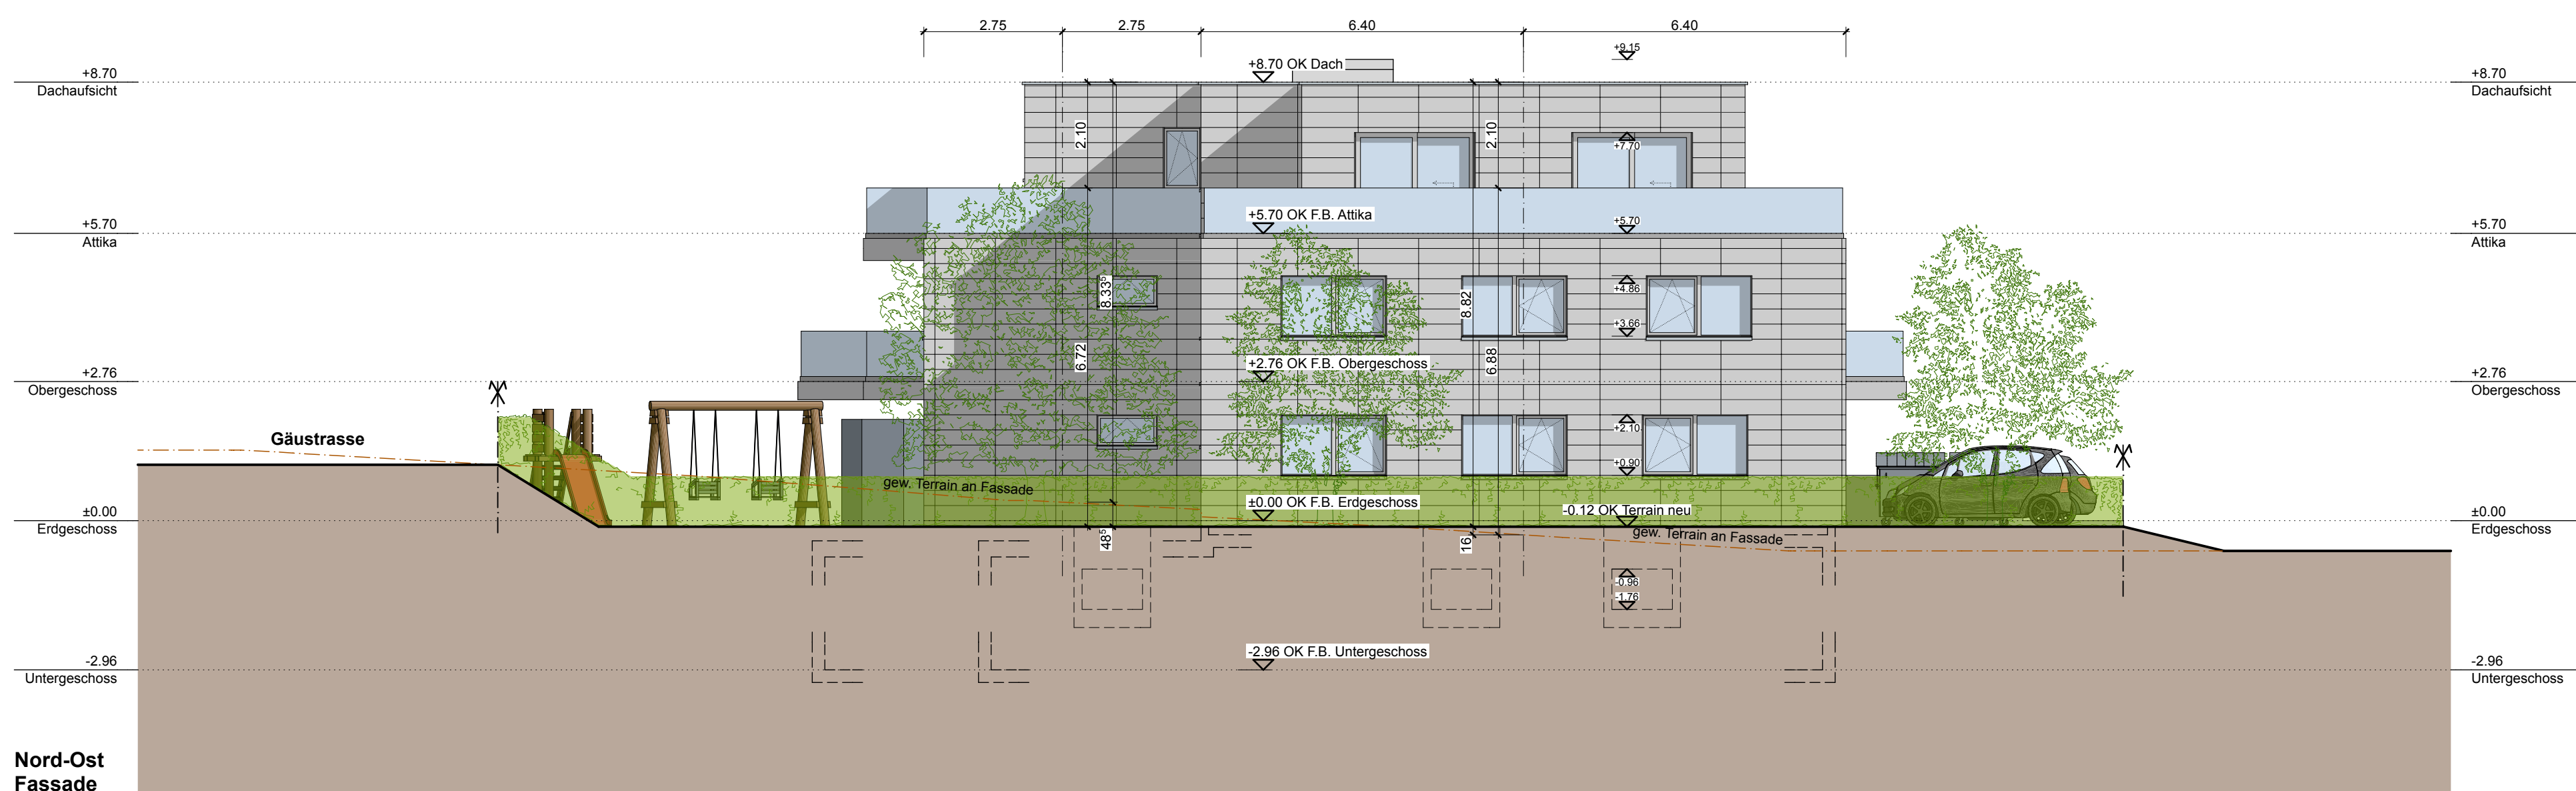 2.75
2.75
6.40
6.40
+9.15
+8.70 OK Dach
+8.70
Dachaufsicht
+8.70
Dachaufsicht
2.10
2.10
+7.70
+5.70 OK F.B. Attika
+5.70
+5.70
Attika
+5.70
Attika
8.33⁵
8.82
+4.86
+3.66
6.72
6.88
+2.76 OK F.B. Obergeschoss
+2.76
Obergeschoss
+2.76
Obergeschoss
+2.10
Gäustrasse
+0.90
gew. Terrain an Fassade
±0.00 OK F.B. Erdgeschoss
-0.12 OK Terrain neu
±0.00
Erdgeschoss
±0.00
Erdgeschoss
48⁵
16
gew. Terrain an Fassade
-0.96
-1.76
-2.96 OK F.B. Untergeschoss
-2.96
Untergeschoss
-2.96
Untergeschoss
Nord-Ost
Fassade